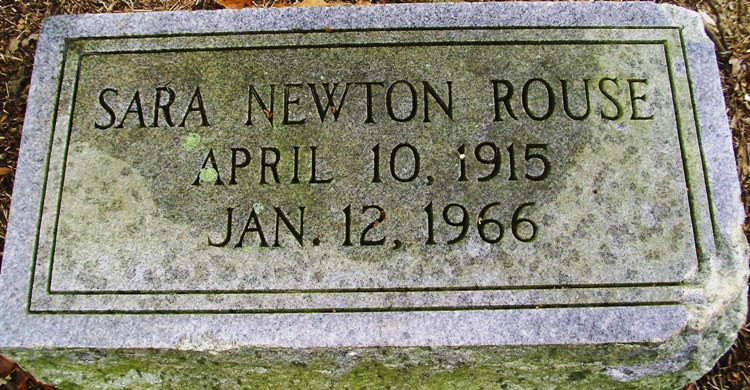 SARA NEWTON ROUSE
APRIL 10, 1915
JAN. 12, 1966